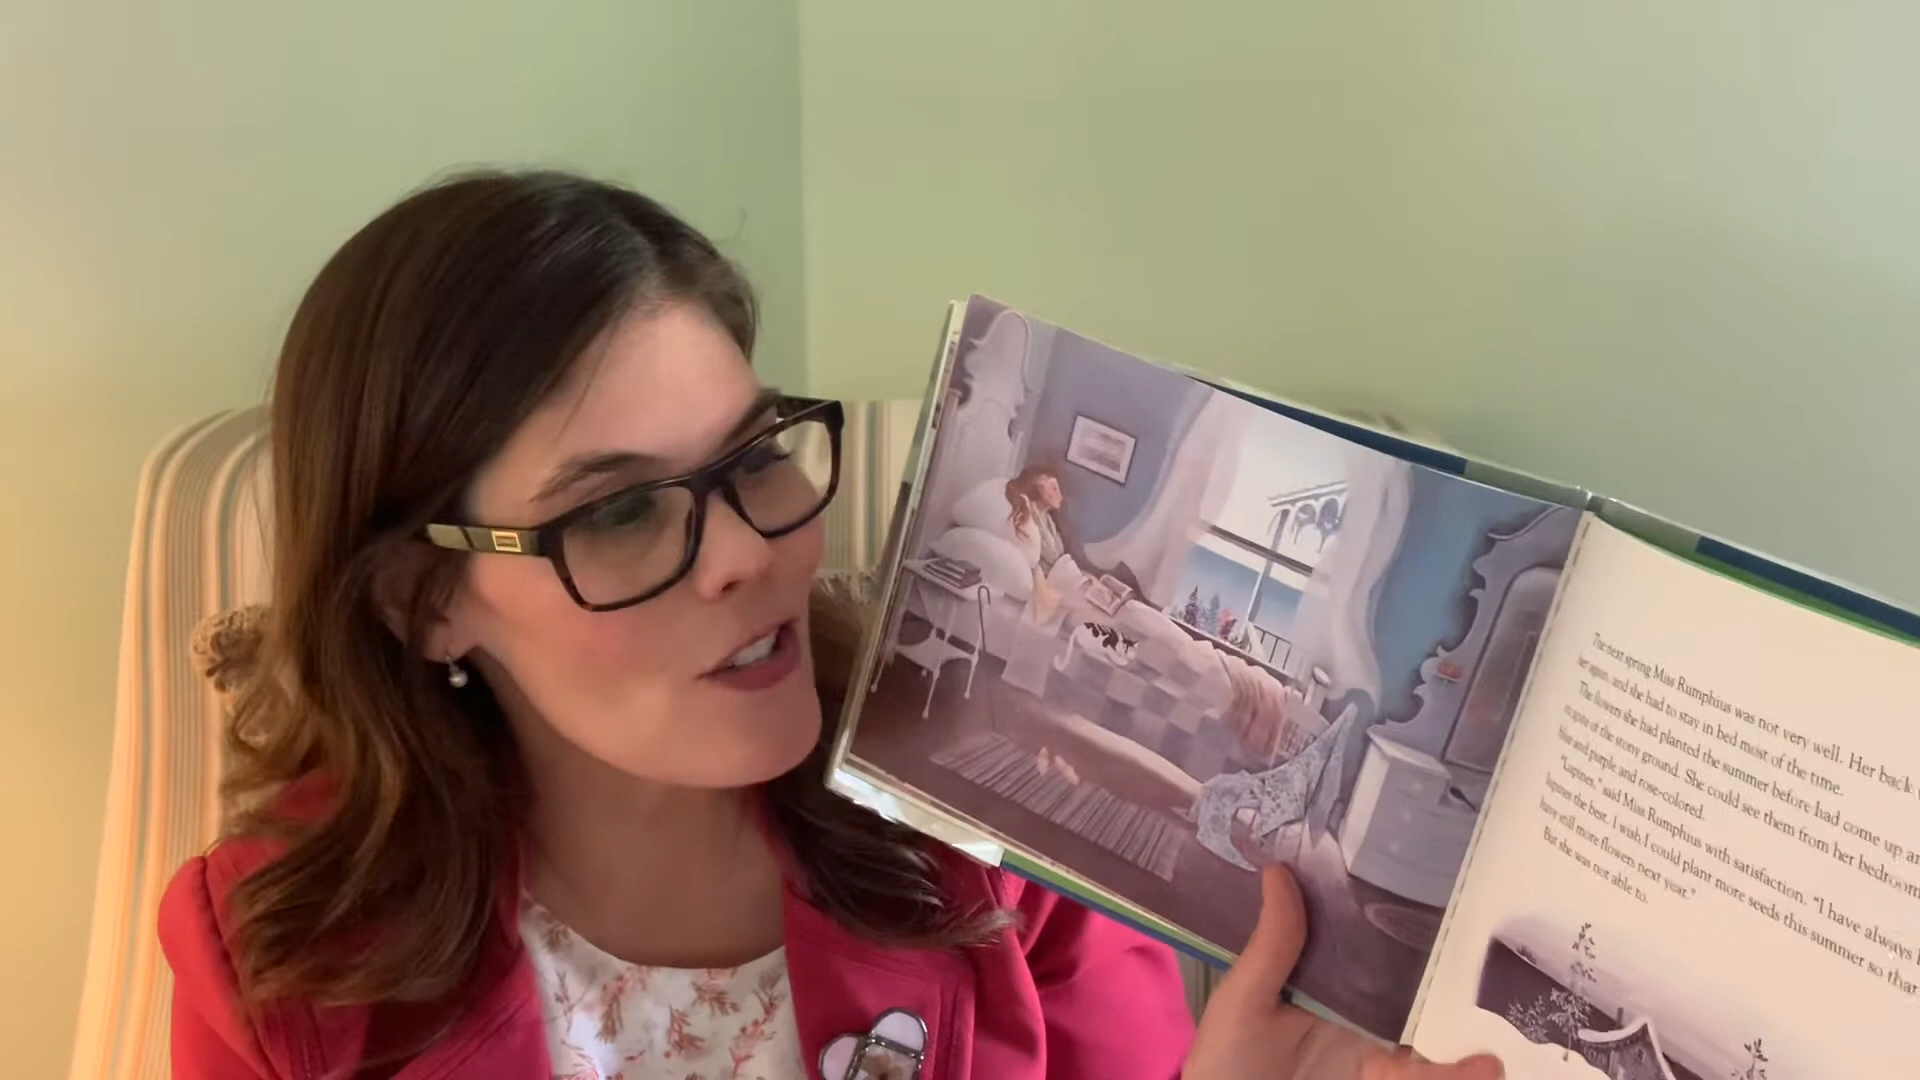 The next spring Miss Rumphius was not very well. Her back
her again, and she had to stay in bed most of the time.
The flowers she had planted the summer before had come up
in spite of the stony ground. She could see them from her bedroom
blue and purple and rose-colored.
"Lupines," said Miss Rumphius with satisfaction. "I have always
lupines the best. I wish I could plant more seeds this summer so that
have still more flowers next year."
But she was not able to.